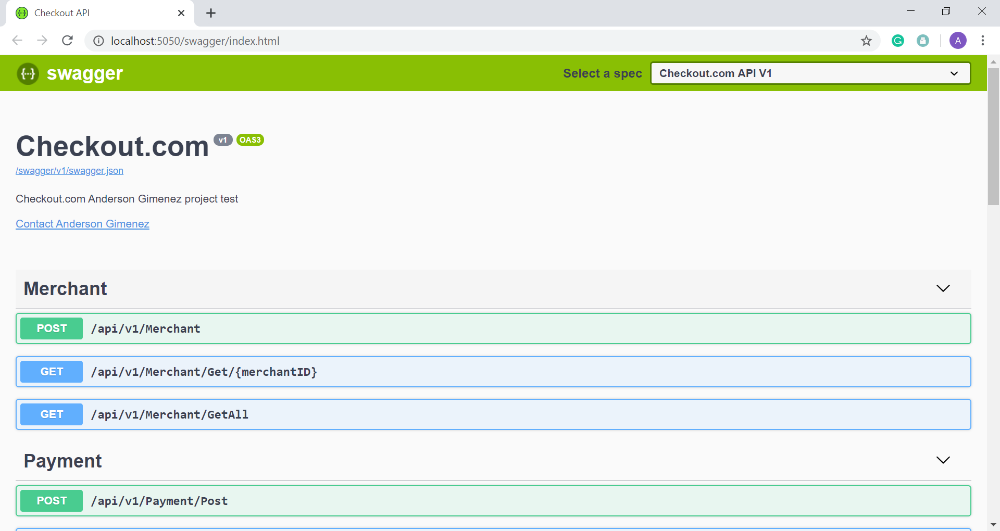 Checkout API
localhost:5050/swagger/index.html
A
{···} swagger
Select a spec
Checkout.com API V1
Checkout.com v1 OAS3
/swagger/v1/swagger.json
Checkout.com Anderson Gimenez project test
Contact Anderson Gimenez
Merchant
POST /api/v1/Merchant
GET /api/v1/Merchant/Get/{merchantID}
GET /api/v1/Merchant/GetAll
Payment
POST /api/v1/Payment/Post